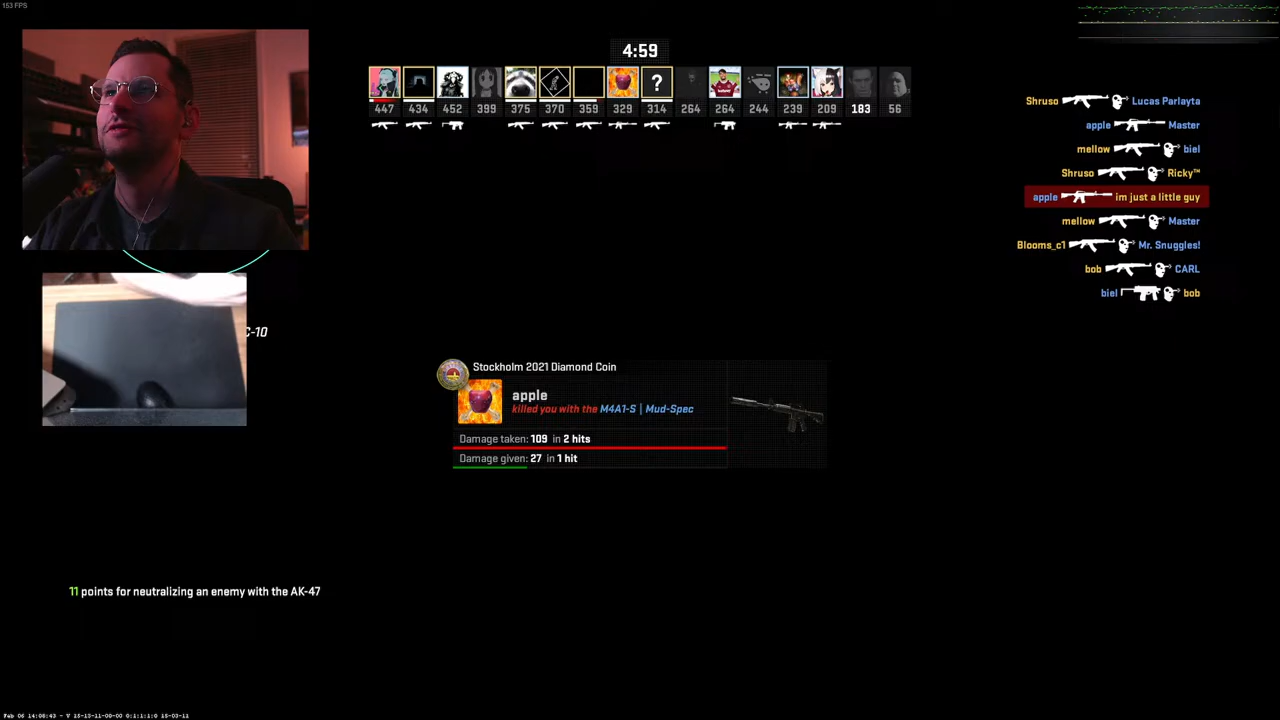 153 FPS
4:59
447 434 452 399 375 370 359 329 ? 314 264 264 244 239 209 183 56
Shruso Lucas Parlayta
apple Master
mellow biel
Shruso Ricky™
apple im just a little guy
mellow Master
Blooms_c1 Mr. Snuggles!
bob CARL
biel bob
C-10
Stockholm 2021 Diamond Coin
apple
killed you with the M4A1-S | Mud-Spec
Damage taken: 109 in 2 hits
Damage given: 27 in 1 hit
11 points for neutralizing an enemy with the AK-47